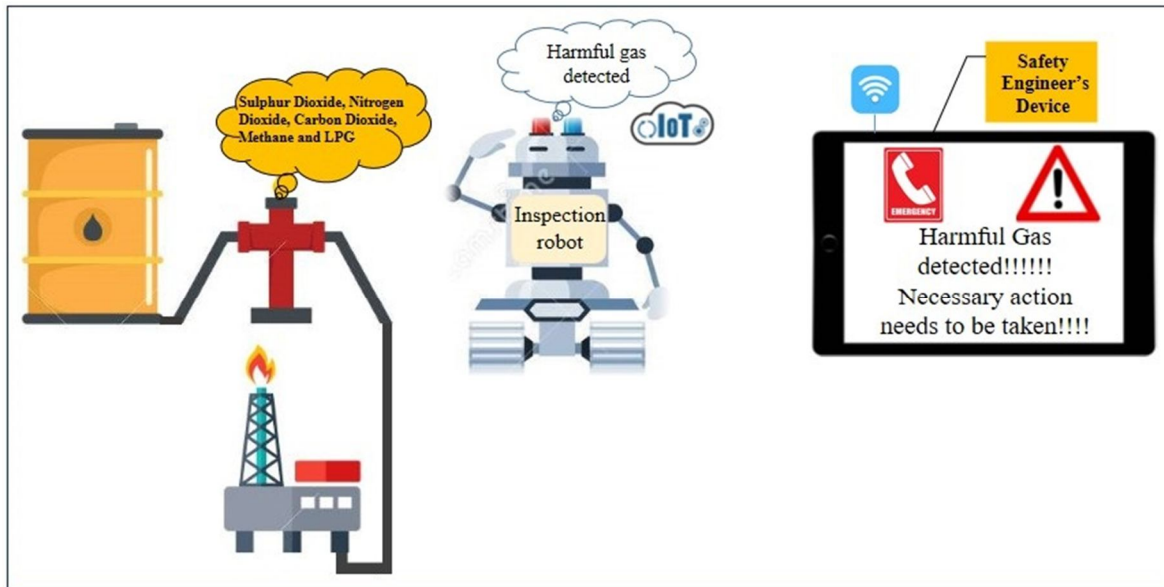 Sulphur Dioxide, Nitrogen
Dioxide, Carbon Dioxide,
Methane and LPG
Harmful gas
detected
IoT
Inspection
robot
Safety
Engineer's
Device
EMERGENCY
Harmful Gas
detected!!!!!!
Necessary action
needs to be taken!!!!